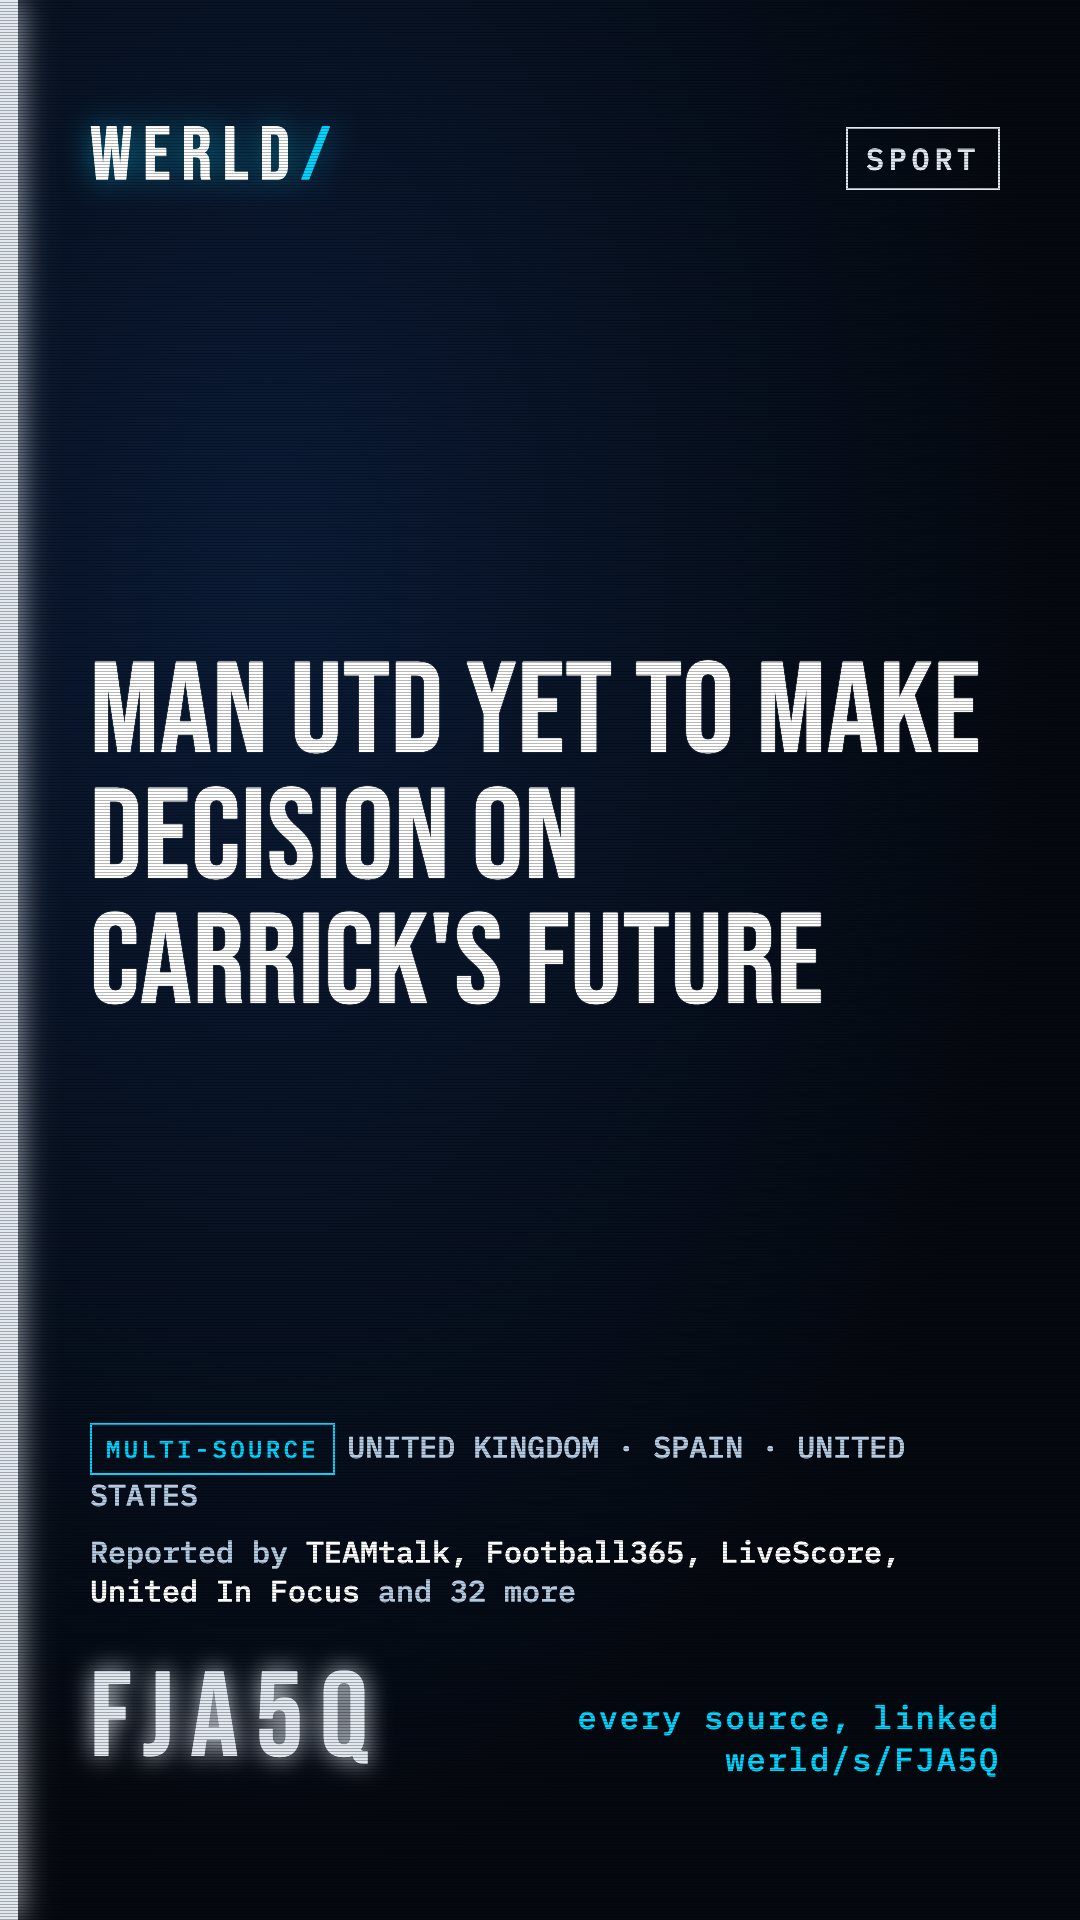 WERLD/
SPORT
MAN UTD YET TO MAKE
DECISION ON
CARRICK'S FUTURE
MULTI-SOURCE UNITED KINGDOM · SPAIN · UNITED
STATES
Reported by TEAMtalk, Football365, LiveScore,
United In Focus and 32 more
FJA5Q
every source, linked
werld/s/FJA5Q